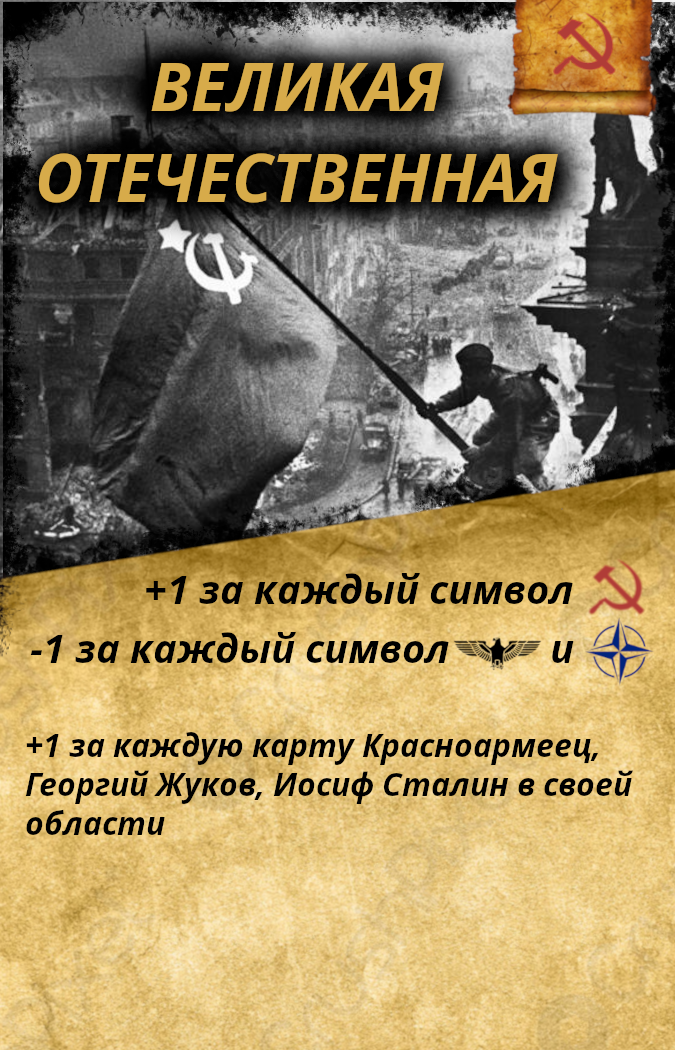 ВЕЛИКАЯ
ОТЕЧЕСТВЕННАЯ
+1 за каждый символ
-1 за каждый символ и
+1 за каждую карту Красноармеец,
Георгий Жуков, Иосиф Сталин в своей
области